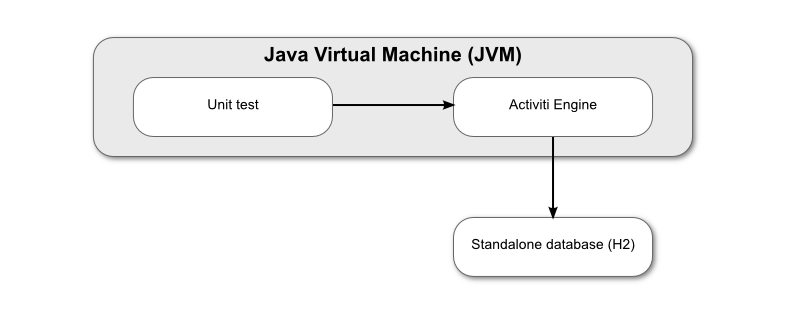 Java Virtual Machine (JVM)
Unit test
Activiti Engine
Standalone database (H2)